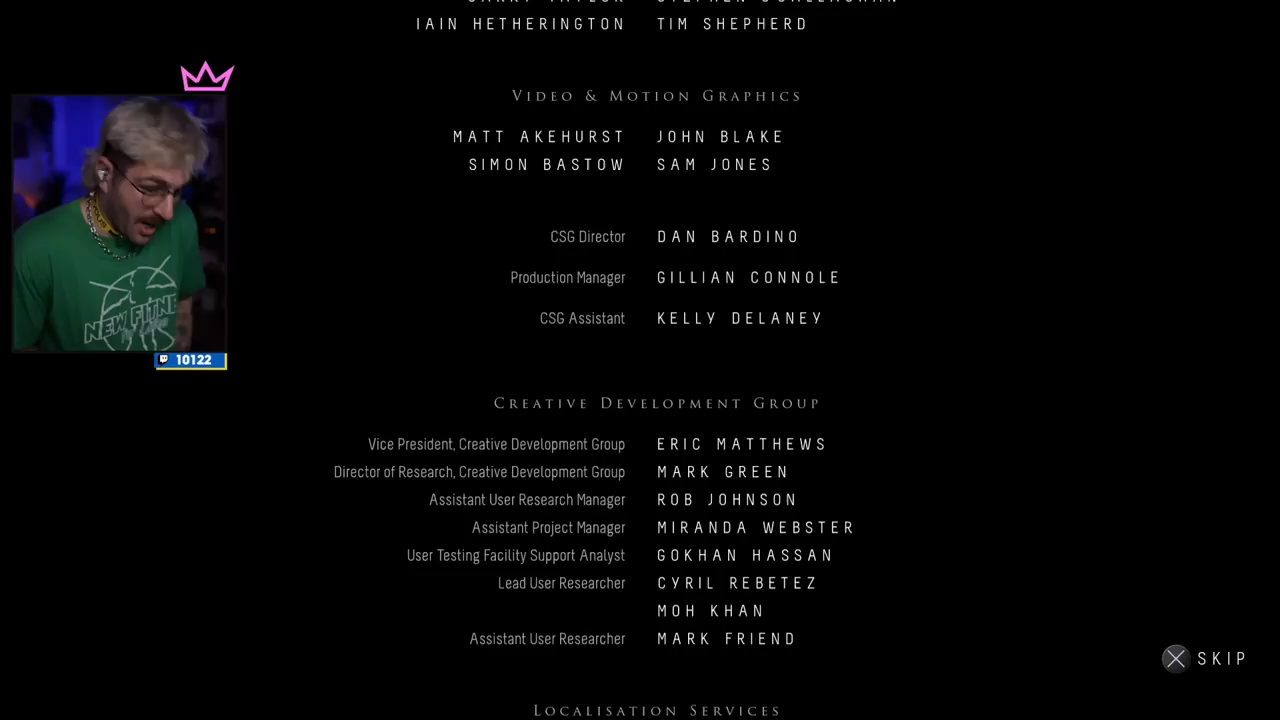 IAIN HETHERINGTON TIM SHEPHERD
VIDEO & MOTION GRAPHICS
MATT AKEHURST JOHN BLAKE
SIMON BASTOW SAM JONES
CSG Director DAN BARDINO
Production Manager GILLIAN CONNOLE
CSG Assistant KELLY DELANEY
CREATIVE DEVELOPMENT GROUP
Vice President, Creative Development Group ERIC MATTHEWS
Director of Research, Creative Development Group MARK GREEN
Assistant User Research Manager ROB JOHNSON
Assistant Project Manager MIRANDA WEBSTER
User Testing Facility Support Analyst GOKHAN HASSAN
Lead User Researcher CYRIL REBETEZ
MOH KHAN
Assistant User Researcher MARK FRIEND
LOCALISATION SERVICES
SKIP
NEW FITNE
10122